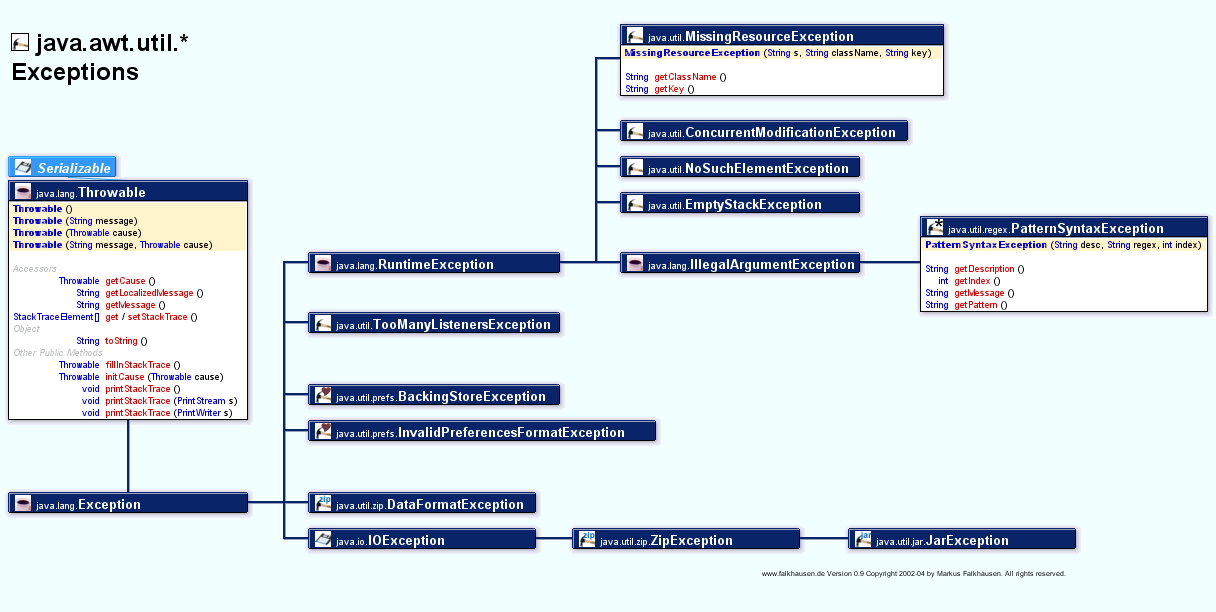 java.awt.util.*
Exceptions
java.util.MissingResourceException
MissingResourceException (String s, String className, String key)
String getClassName ()
String getKey ()
java.util.ConcurrentModificationException
java.util.NoSuchElementException
java.util.EmptyStackException
Serializable
java.lang.Throwable
Throwable ()
Throwable (String message)
Throwable (Throwable cause)
Throwable (String message, Throwable cause)
Accessors
Throwable getCause ()
String getLocalizedMessage ()
String getMessage ()
StackTraceElement[] get / setStackTrace ()
Object
String toString ()
Other Public Methods
Throwable fillInStackTrace ()
Throwable initCause (Throwable cause)
void printStackTrace ()
void printStackTrace (PrintStream s)
void printStackTrace (PrintWriter s)
java.util.regex.PatternSyntaxException
PatternSyntaxException (String desc, String regex, int index)
String getDescription ()
int getIndex ()
String getMessage ()
String getPattern ()
java.lang.RuntimeException
java.lang.IllegalArgumentException
java.util.TooManyListenersException
java.util.prefs.BackingStoreException
java.util.prefs.InvalidPreferencesFormatException
java.lang.Exception
zip
java.util.zip.DataFormatException
java.io.IOException
zip
java.util.zip.ZipException
jar
java.util.jar.JarException
www.falkhausen.de Version 0.9 Copyright 2002-04 by Markus Falkhausen. All rights reserved.